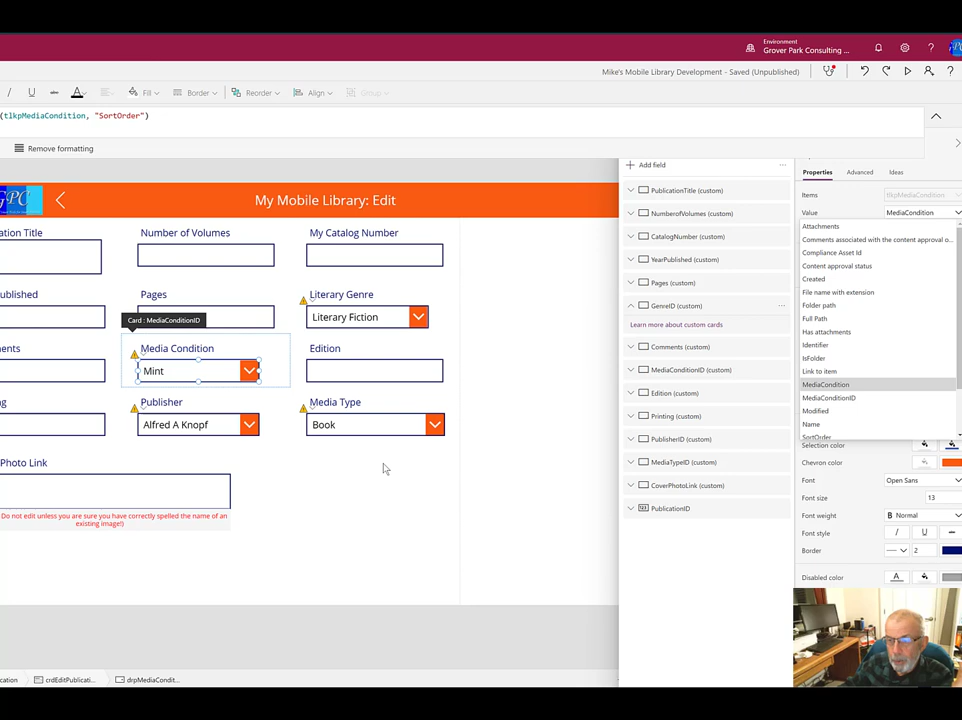 Environment
Grover Park Consulting ...
Mike's Mobile Library Development - Saved (Unpublished)
Fill
Border
Reorder
Align
Group
(tlkpMediaCondition, "SortOrder")
Remove formatting
GPC
My Mobile Library: Edit
ation Title
Number of Volumes
My Catalog Number
ublished
Pages
Literary Genre
Literary Fiction
Card : MediaConditionID
ments
Media Condition
Edition
Mint
ng
Publisher
Media Type
Alfred A Knopf
Book
Photo Link
Do not edit unless you are sure you have correctly spelled the name of an
existing image!)
Add field
PublicationTitle (custom)
NumberofVolumes (custom)
CatalogNumber (custom)
YearPublished (custom)
Pages (custom)
GenreID (custom)
Learn more about custom cards
Comments (custom)
MediaConditionID (custom)
Edition (custom)
Printing (custom)
PublisherID (custom)
MediaTypeID (custom)
CoverPhotoLink (custom)
PublicationID
Properties
Advanced
Ideas
Items
tlkpMediaCondition
Value
MediaCondition
Attachments
Comments associated with the content approval o...
Compliance Asset Id
Content approval status
Created
File name with extension
Folder path
Full Path
Has attachments
Identifier
IsFolder
Link to item
MediaCondition
MediaConditionID
Modified
Name
SortOrder
Selection color
Chevron color
Font
Open Sans
Font size
13
Font weight
B Normal
Font style
Border
2
Disabled color
ication
crdEditPublicati...
drpMediaCondit...